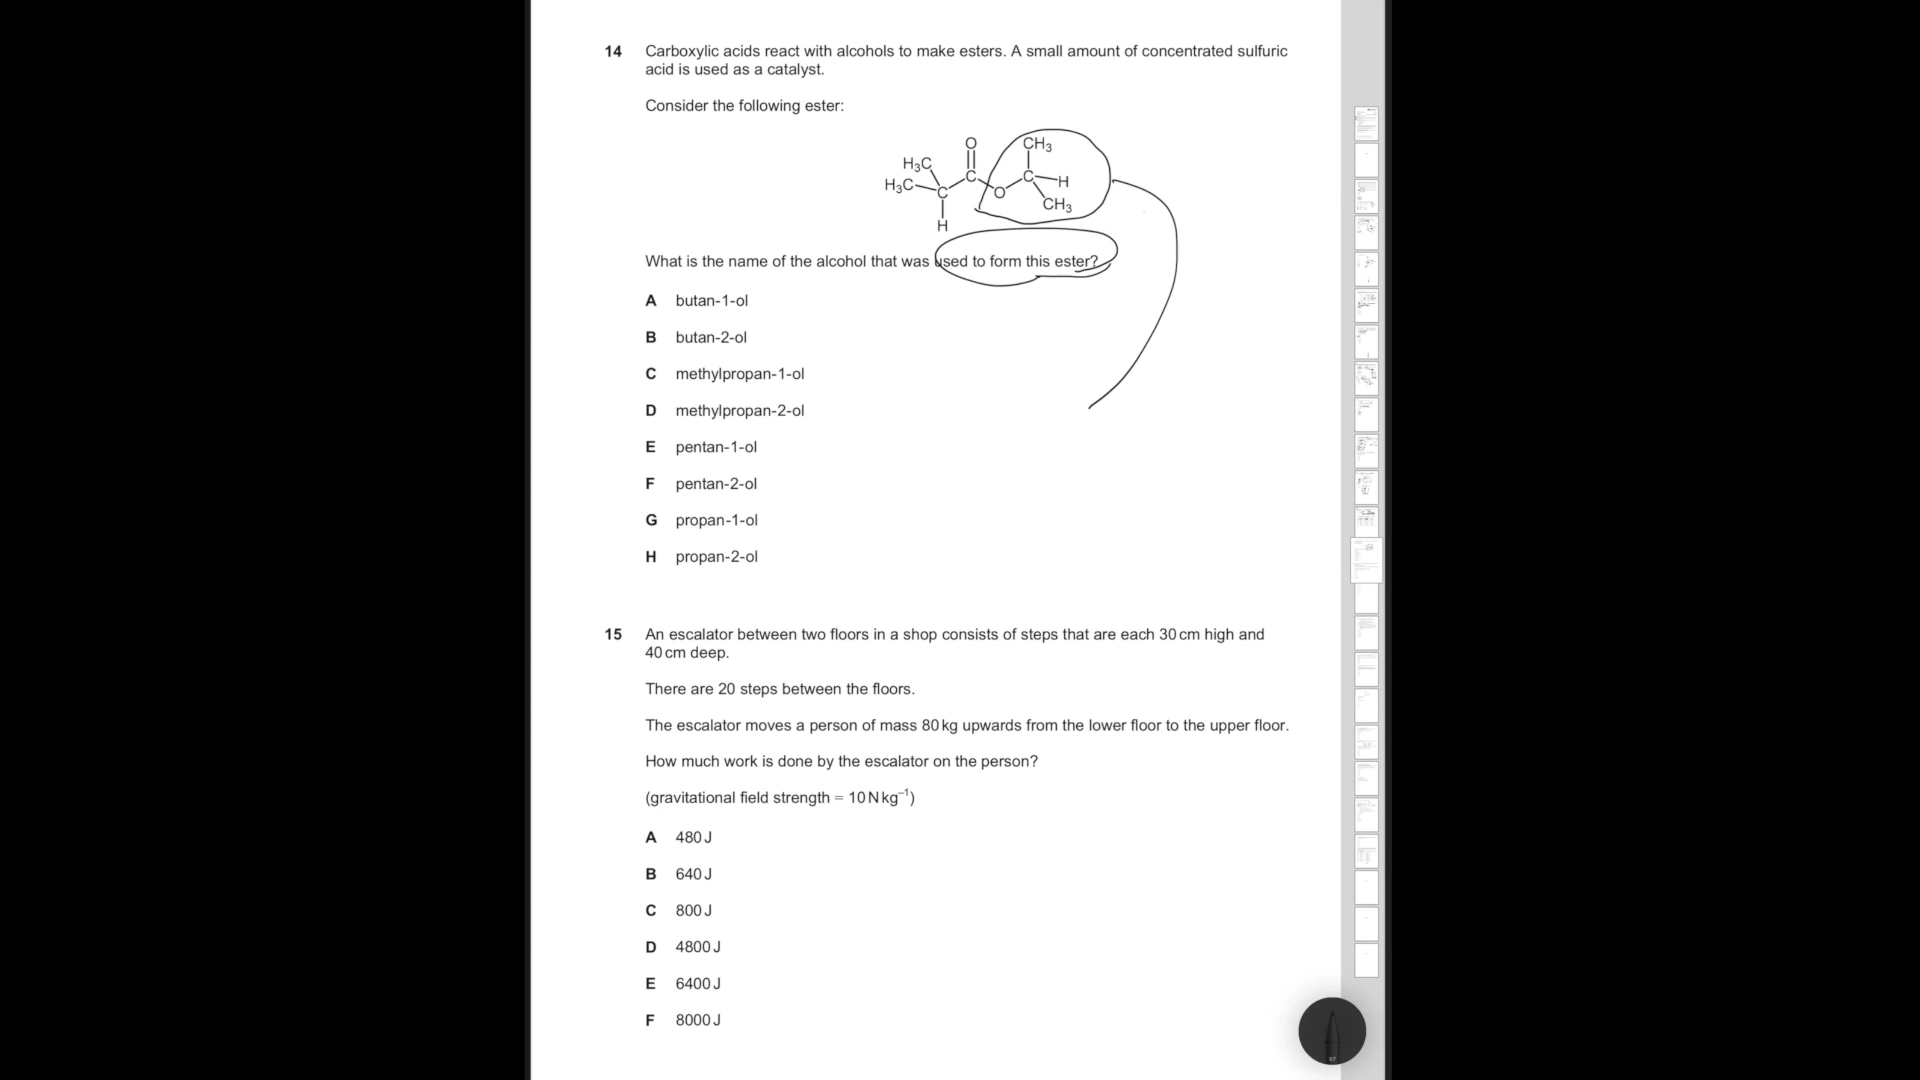 14 Carboxylic acids react with alcohols to make esters. A small amount of concentrated sulfuric
acid is used as a catalyst.
Consider the following ester:
O
CH₃
H₃C
C
H
H₃C
C
O
C
CH₃
H
What is the name of the alcohol that was used to form this ester?
A butan-1-ol
B butan-2-ol
C methylpropan-1-ol
D methylpropan-2-ol
E pentan-1-ol
F pentan-2-ol
G propan-1-ol
H propan-2-ol
15 An escalator between two floors in a shop consists of steps that are each 30 cm high and
40 cm deep.
There are 20 steps between the floors.
The escalator moves a person of mass 80 kg upwards from the lower floor to the upper floor.
How much work is done by the escalator on the person?
(gravitational field strength = 10 N kg⁻¹)
A 480 J
B 640 J
C 800 J
D 4800 J
E 6400 J
F 8000 J
97